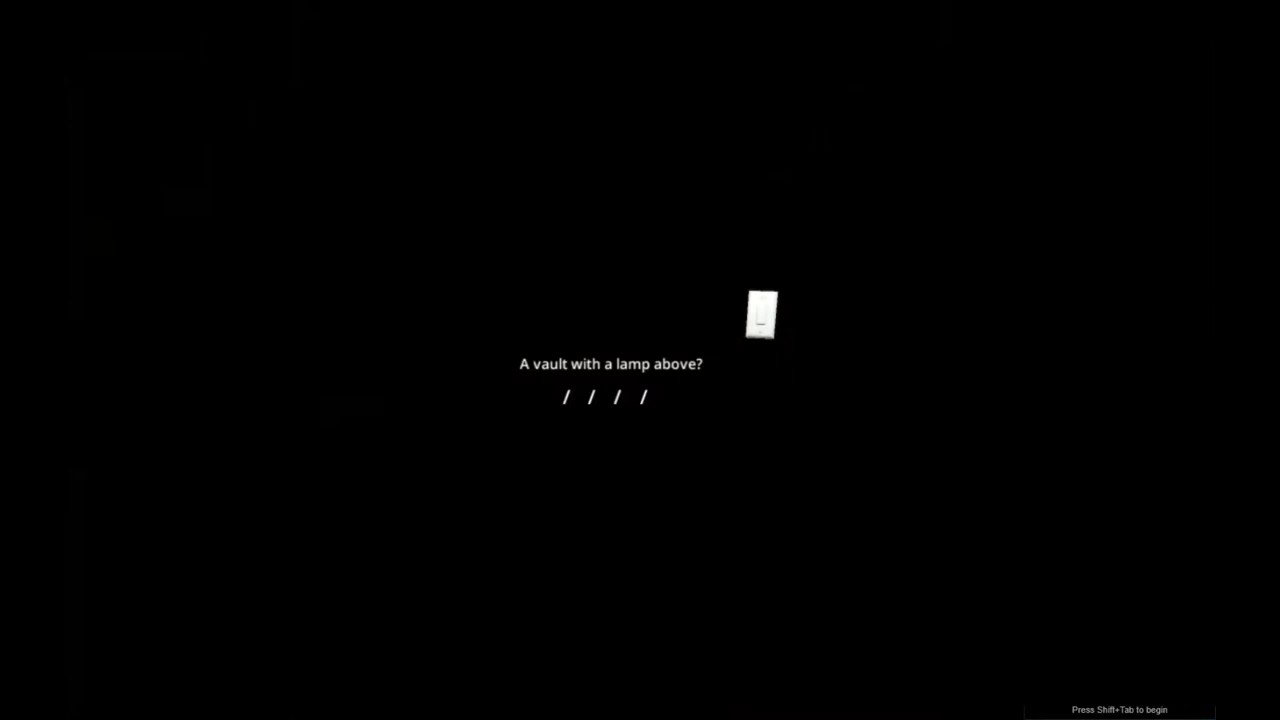 A vault with a lamp above?
/ / / /
Press Shift+Tab to begin